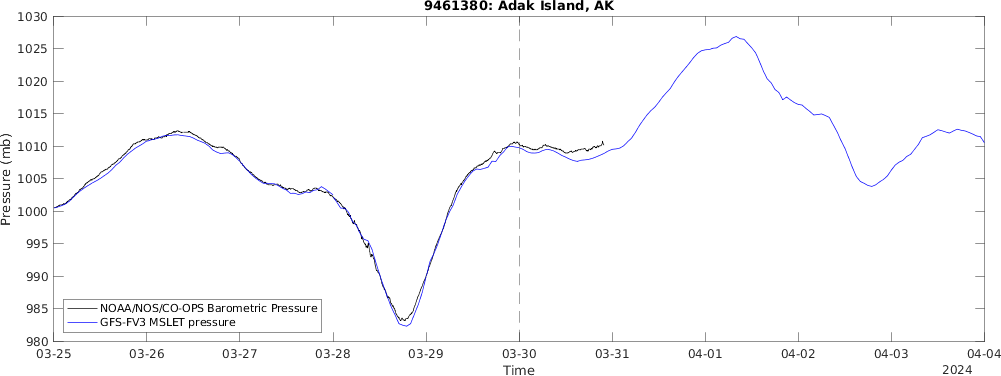 9461380: Adak Island, AK
1030
1025
1020
1015
1010
1005
1000
995
990
985
980
Pressure (mb)
NOAA/NOS/CO-OPS Barometric Pressure
GFS-FV3 MSLET pressure
03-25 03-26 03-27 03-28 03-29 03-30 03-31 04-01 04-02 04-03 04-04
Time
2024